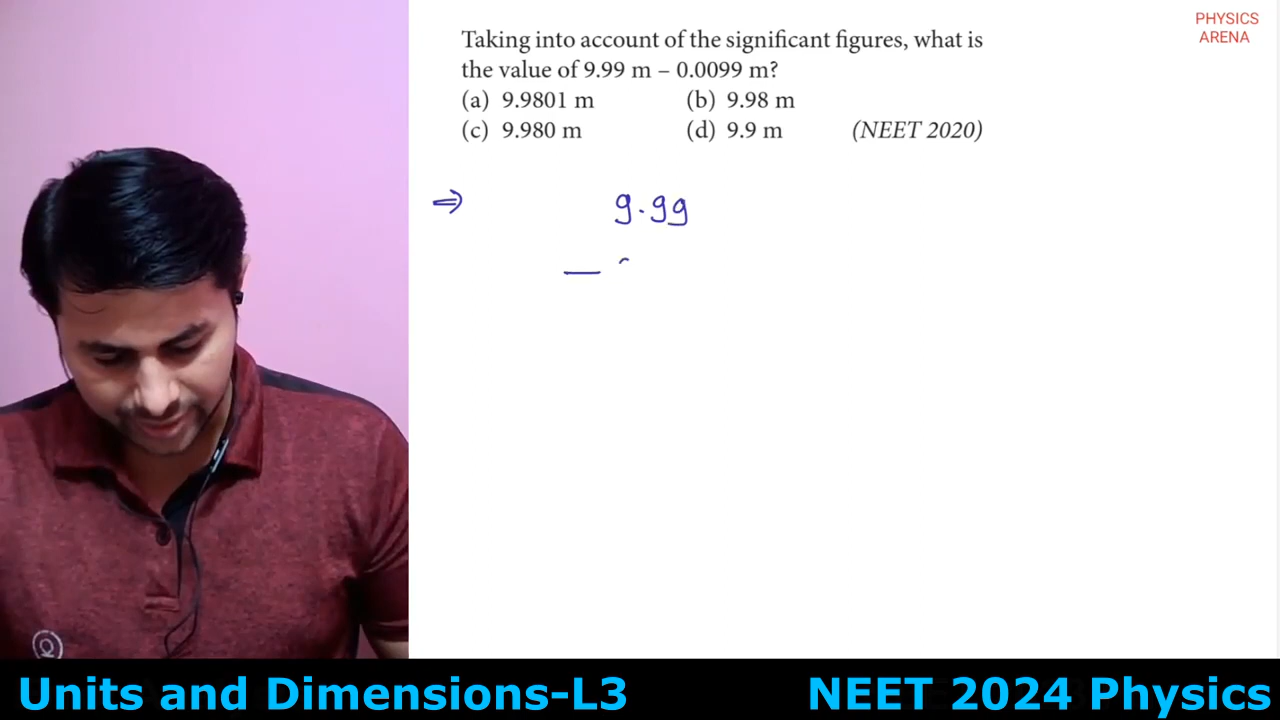 PHYSICS
ARENA
Taking into account of the significant figures, what is
the value of 9.99 m – 0.0099 m?
(a) 9.9801 m (b) 9.98 m
(c) 9.980 m (d) 9.9 m (NEET 2020)
⇒ 9.99
—
Units and Dimensions-L3 NEET 2024 Physics